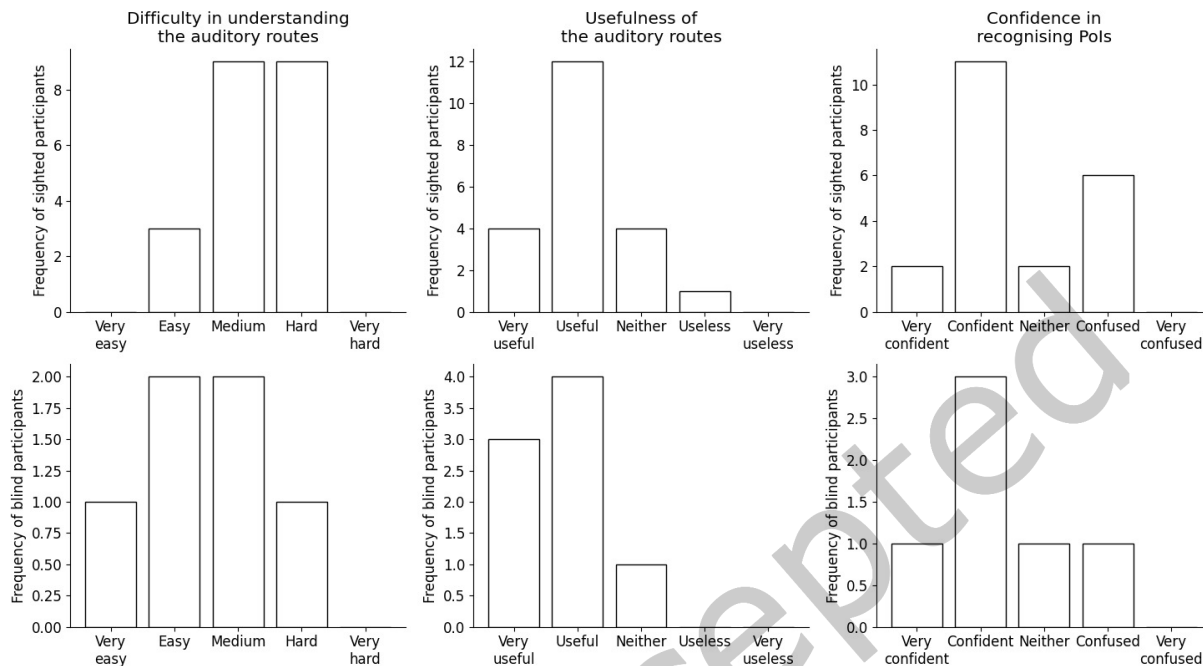 Difficulty in understanding
the auditory routes
Frequency of sighted participants
8
6
4
2
0
Very
easy
Easy
Medium
Hard
Very
hard
Usefulness of
the auditory routes
Frequency of sighted participants
12
10
8
6
4
2
0
Very
useful
Useful
Neither
Useless
Very
useless
Confidence in
recognising PoIs
Frequency of sighted participants
10
8
6
4
2
0
Very
confident
Confident
Neither
Confused
Very
confused
Frequency of blind participants
2.00
1.75
1.50
1.25
1.00
0.75
0.50
0.25
0.00
Very
easy
Easy
Medium
Hard
Very
hard
Frequency of blind participants
4.0
3.5
3.0
2.5
2.0
1.5
1.0
0.5
0.0
Very
useful
Useful
Neither
Useless
Very
useless
Frequency of blind participants
3.0
2.5
2.0
1.5
1.0
0.5
0.0
Very
confident
Confident
Neither
Confused
Very
confused
epted